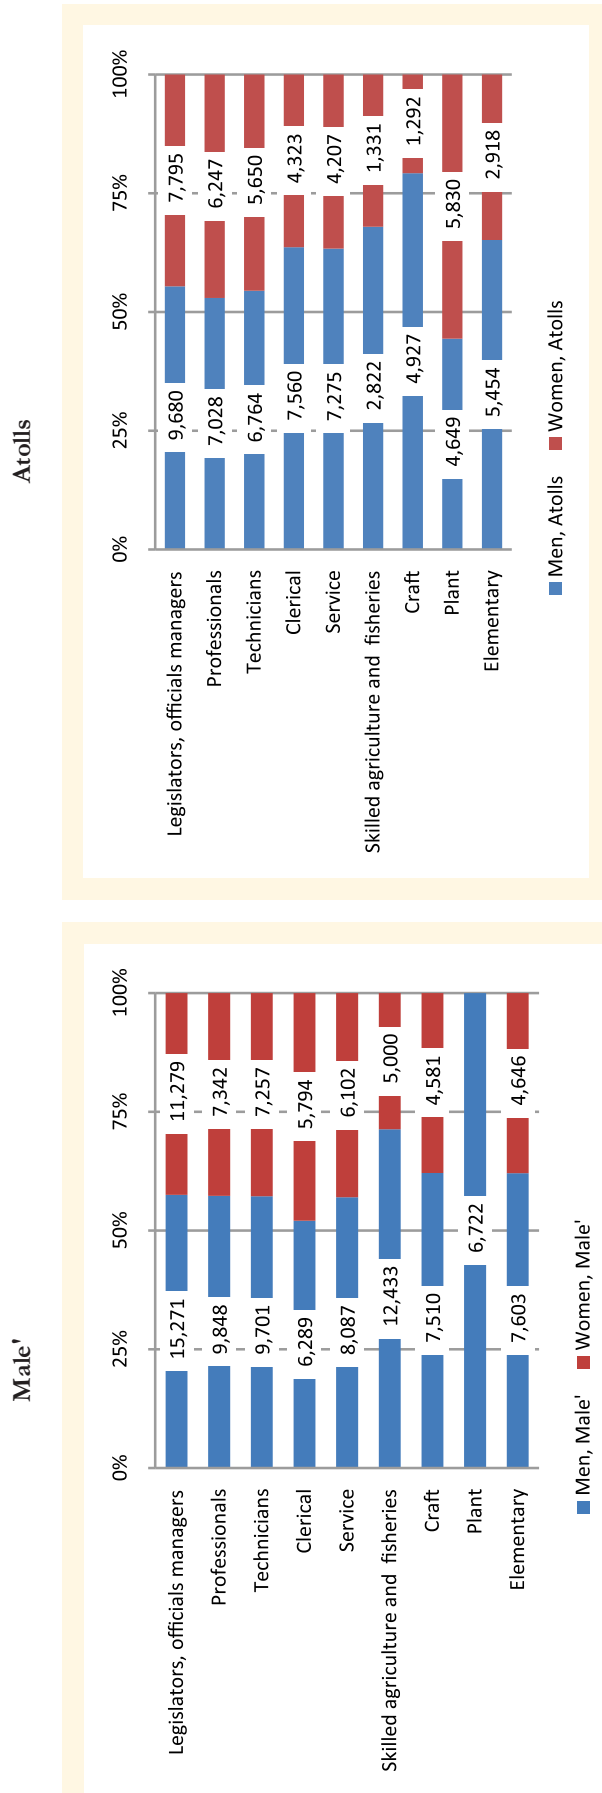 Male'
0% 25% 50% 75% 100%
Legislators, officials managers 15,271 11,279
Professionals 9,848 7,342
Technicians 9,701 7,257
Clerical 6,289 5,794
Service 8,087 6,102
Skilled agriculture and fisheries 12,433 5,000
Craft 7,510 4,581
Plant 6,722
Elementary 7,603 4,646
Men, Male' Women, Male'
Atolls
0% 25% 50% 75% 100%
Legislators, officials managers 9,680 7,795
Professionals 7,028 6,247
Technicians 6,764 5,650
Clerical 7,560 4,323
Service 7,275 4,207
Skilled agriculture and fisheries 2,822 1,331
Craft 4,927 1,292
Plant 4,649 5,830
Elementary 5,454 2,918
Men, Atolls Women, Atolls